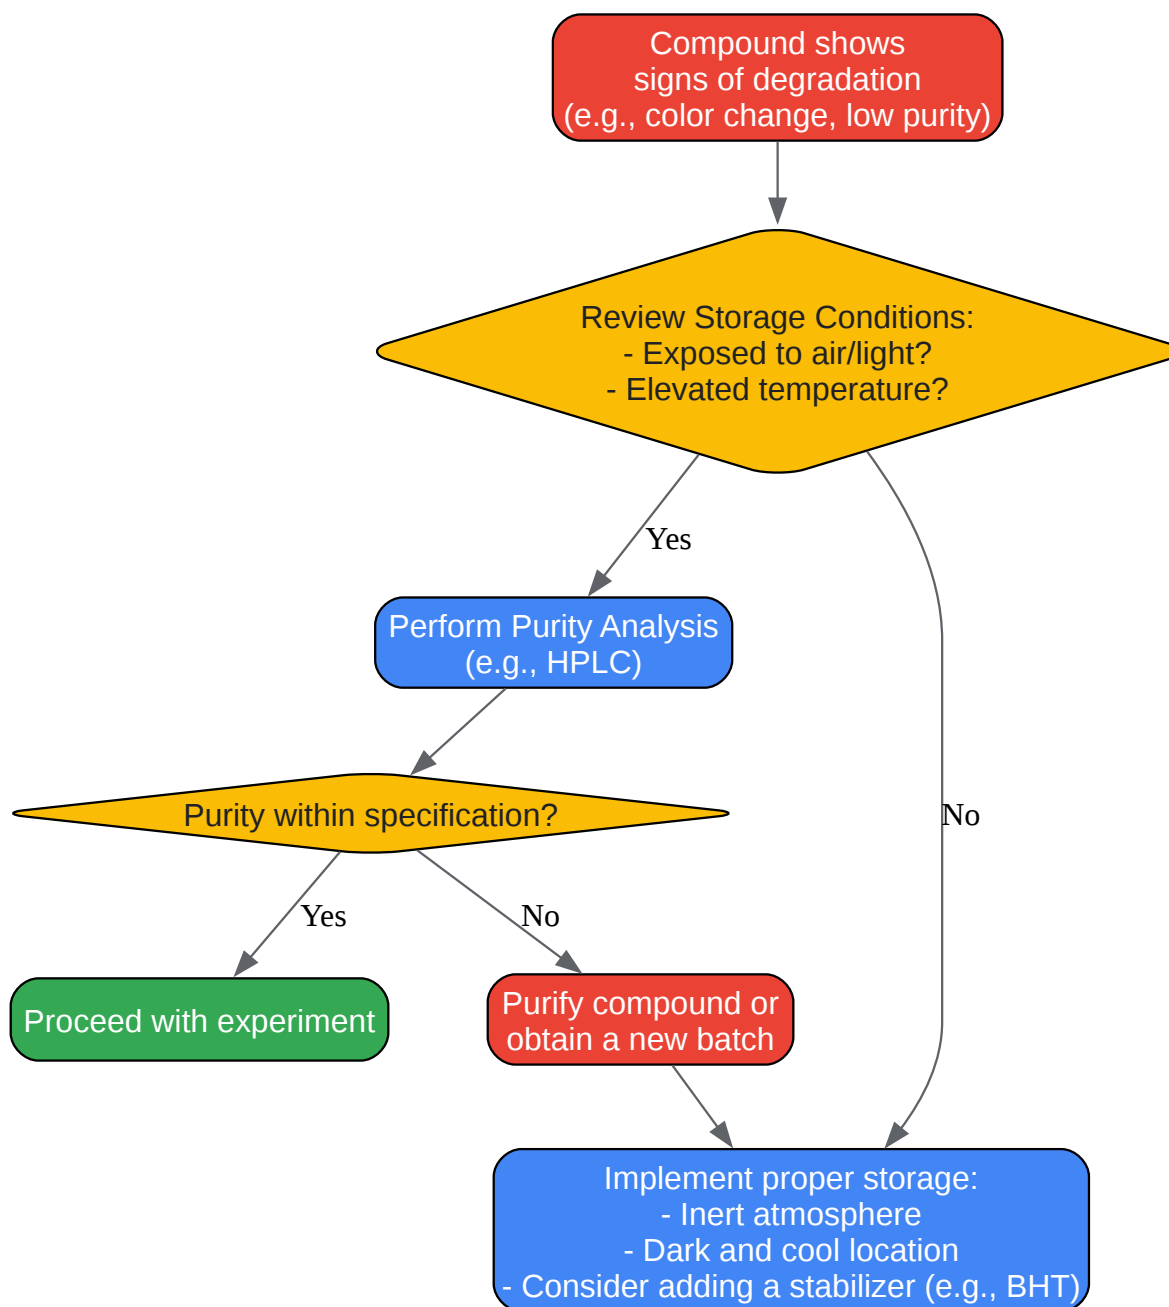 Compound shows
signs of degradation
(e.g., color change, low purity)
Review Storage Conditions:
- Exposed to air/light?
- Elevated temperature?
Yes
Perform Purity Analysis
(e.g., HPLC)
No
Purity within specification?
Yes
No
Proceed with experiment
Purify compound or
obtain a new batch
Implement proper storage:
- Inert atmosphere
- Dark and cool location
- Consider adding a stabilizer (e.g., BHT)